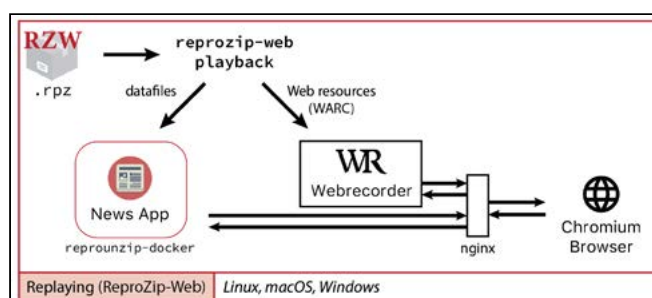 RZW
.rpz
reprozip-web
playback
datafiles
Web resources
(WARC)
WR
Webrecorder
News App
reprounzip-docker
nginx
Chromium
Browser
Replaying (ReproZip-Web)
Linux, macOS, Windows